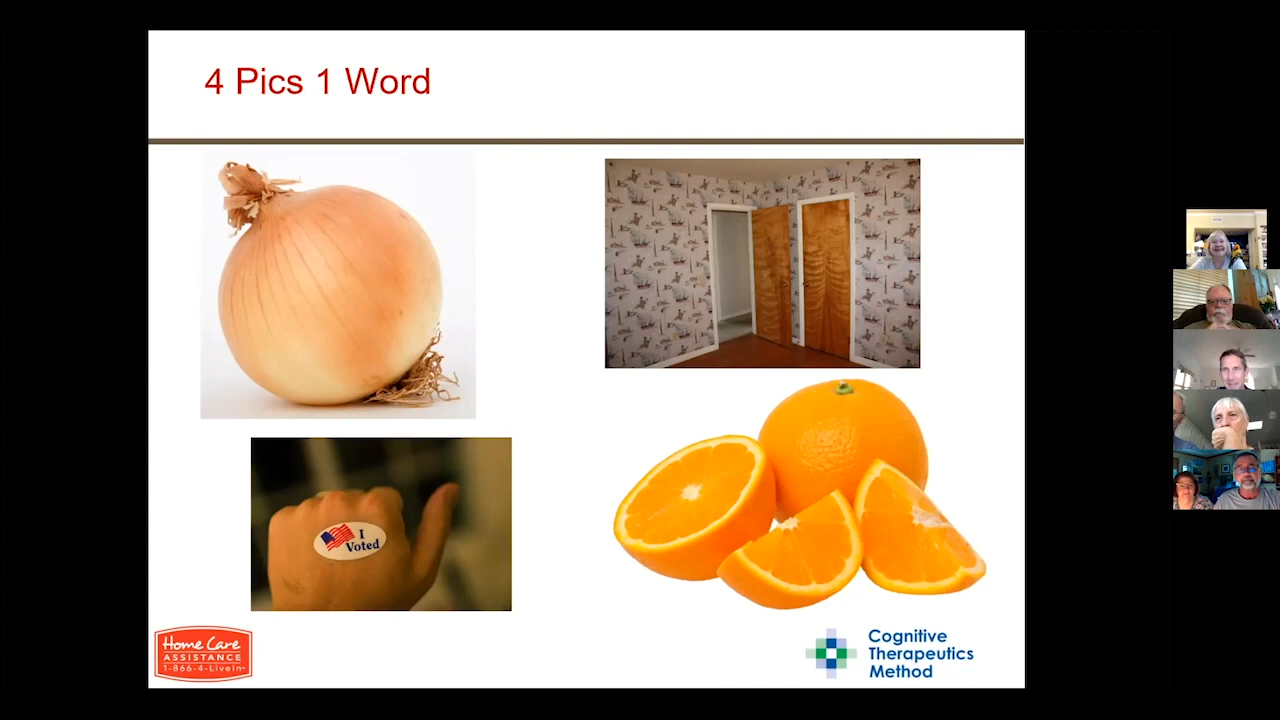 4 Pics 1 Word
I
Voted
Home Care
ASSISTANCE
1-866-4-LiveIn
Cognitive
Therapeutics
Method